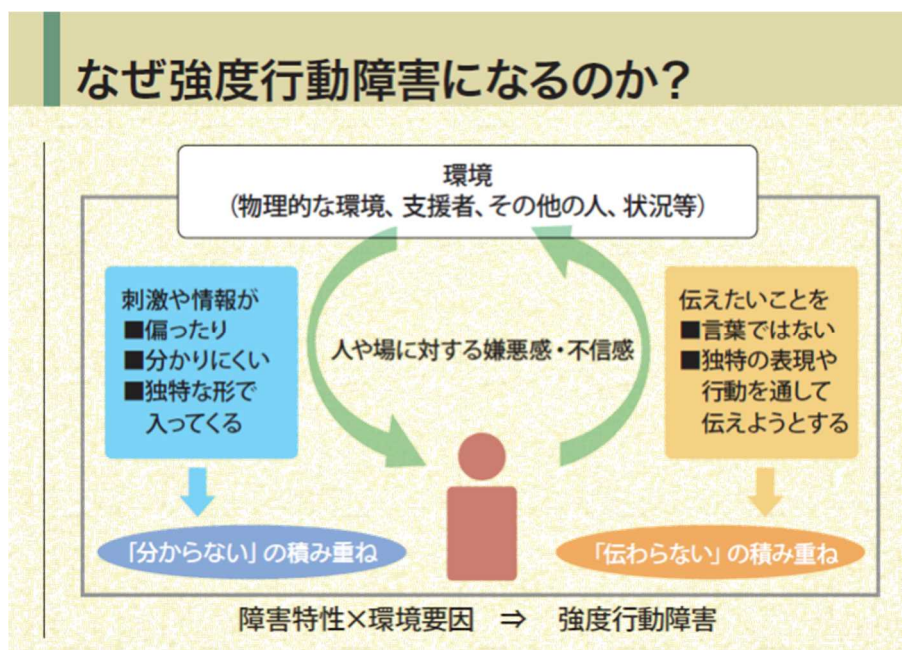 なぜ強度行動障害になるのか？
環境
（物理的な環境、支援者、その他の人、状況等）
刺激や情報が
■偏ったり
■分かりにくい
■独特な形で
入ってくる
人や場に対する嫌悪感・不信感
伝えたいことを
■言葉ではない
■独特の表現や
行動を通して
伝えようとする
「分からない」の積み重ね
「伝わらない」の積み重ね
障害特性×環境要因　⇒　強度行動障害